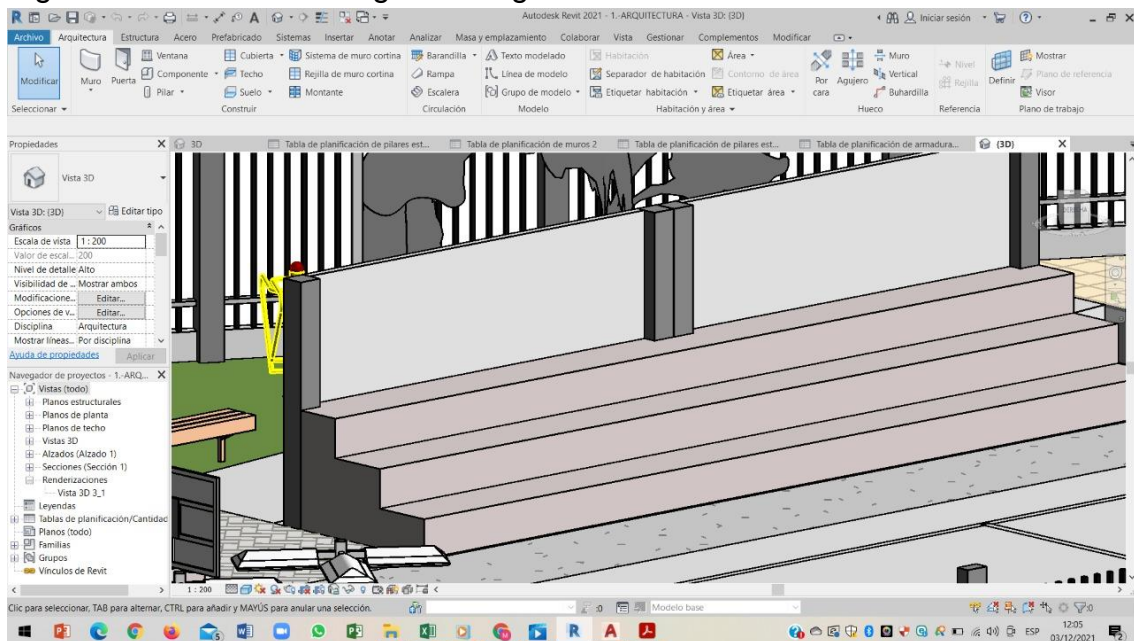 Autodesk Revit 2021 - 1.-ARQUITECTURA - Vista 3D: {3D}
Iniciar sesión
Archivo Arquitectura Estructura Acero Prefabricado Sistemas Insertar Anotar Analizar Masa y emplazamiento Colaborar Vista Gestionar Complementos Modificar
Modificar
Muro
Puerta
Ventana
Componente
Pilar
Cubierta
Techo
Suelo
Sistema de muro cortina
Rejilla de muro cortina
Montante
Barandilla
Rampa
Escalera
Texto modelado
Línea de modelo
Grupo de modelo
Habitación
Separador de habitación
Etiquetar habitación
Área
Contorno de área
Etiquetar área
Por cara
Agujero
Muro
Vertical
Buhardilla
Nivel
Rejilla
Definir
Mostrar
Plano de referencia
Visor
Seleccionar Construir Circulación Modelo Habitación y área Hueco Referencia Plano de trabajo
Propiedades
3D
Tabla de planificación de pilares est...
Tabla de planificación de muros 2
Tabla de planificación de pilares est...
Tabla de planificación de armadura...
{3D}
Vista 3D
Vista 3D: {3D} Editar tipo
Gráficos
Escala de vista 1 : 200
Valor de escal... 200
Nivel de detalle Alto
Visibilidad de ... Mostrar ambos
Modificacione... Editar...
Opciones de v... Editar...
Disciplina Arquitectura
Mostrar líneas... Por disciplina
Ayuda de propiedades Aplicar
Navegador de proyectos - 1.-ARQ...
Vistas (todo)
Planos estructurales
Planos de planta
Planos de techo
Vistas 3D
Alzados (Alzado 1)
Secciones (Sección 1)
Renderizaciones
Vista 3D 3_1
Leyendas
Tablas de planificación/Cantidad
Planos (todo)
Familias
Grupos
Vínculos de Revit
1 : 200
Clic para seleccionar, TAB para alternar, CTRL para añadir y MAYÚS para anular una selección.
:0
Modelo base
:0
ESP
12:05
03/12/2021